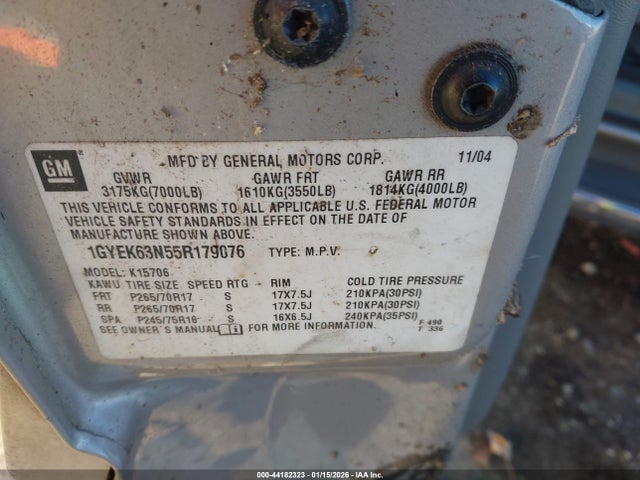 GM
MFD BY GENERAL MOTORS CORP. 11/04
GVWR GAWR FRT GAWR RR
3175KG(7000LB) 1610KG(3550LB) 1814KG(4000LB)
THIS VEHICLE CONFORMS TO ALL APPLICABLE U.S. FEDERAL MOTOR
VEHICLE SAFETY STANDARDS IN EFFECT ON THE DATE OF
MANUFACTURE SHOWN ABOVE.
1GYEK63N55R179076 TYPE: M.P.V.
MODEL: K15706
KAWU TIRE SIZE SPEED RTG RIM COLD TIRE PRESSURE
FRT P265/70R17 S 17X7.5J 210KPA(30PSI)
RR P265/70R17 S 17X7.5J 210KPA(30PSI)
SPA P245/75R16 S 16X6.5J 240KPA(35PSI)
SEE OWNER'S MANUAL FOR MORE INFORMATION. F 490
T 336
000-44182323 | 01/15/2026 | IAAI.CA